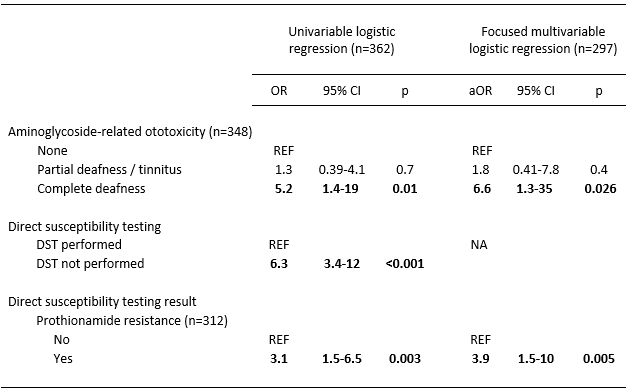 Univariable logistic regression (n=362) Focused multivariable logistic regression (n=297)
OR 95% CI p aOR 95% CI p
Aminoglycoside-related ototoxicity (n=348)
None REF REF
Partial deafness / tinnitus 1.3 0.39-4.1 0.7 1.8 0.41-7.8 0.4
Complete deafness 5.2 1.4-19 0.01 6.6 1.3-35 0.026
Direct susceptibility testing
DST performed REF NA
DST not performed 6.3 3.4-12 <0.001
Direct susceptibility testing result
Prothionamide resistance (n=312)
No REF REF
Yes 3.1 1.5-6.5 0.003 3.9 1.5-10 0.005